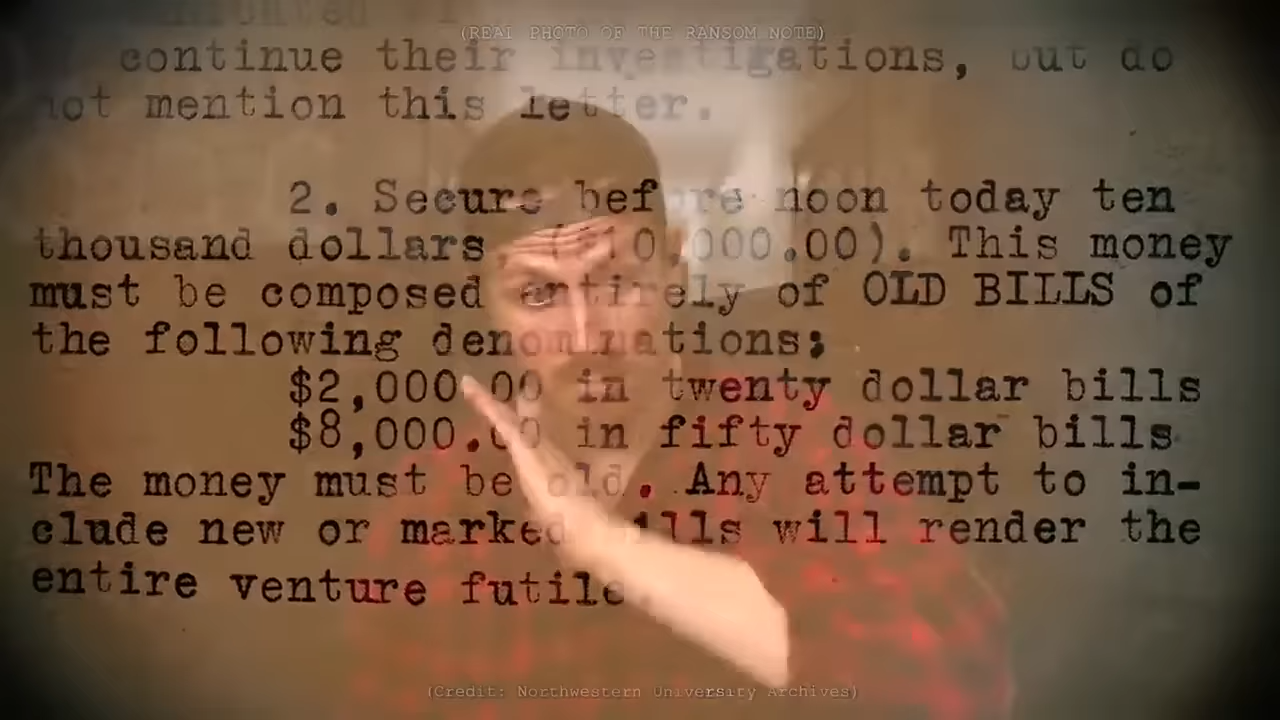 (REAL PHOTO OF THE RANSOM NOTE)
continue their investigations, but do
not mention this letter.
2. Secure before noon today ten
thousand dollars ($10,000.00). This money
must be composed entirely of OLD BILLS of
the following denominations;
$2,000.00 in twenty dollar bills
$8,000.00 in fifty dollar bills
The money must be old. Any attempt to in-
clude new or marked bills will render the
entire venture futile
(Credit: Northwestern University Archives)